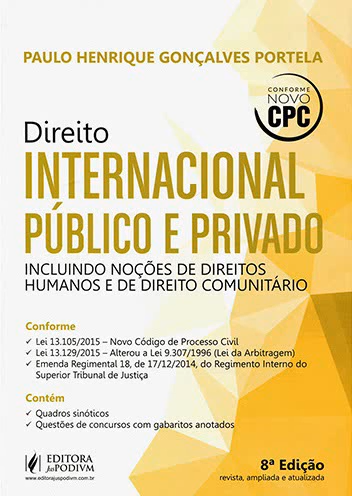 PAULO HENRIQUE GONÇALVES PORTELA
CONFORME
NOVO
CPC
Direito
INTERNACIONAL
PÚBLICO E PRIVADO
INCLUINDO NOÇÕES DE DIREITOS
HUMANOS E DE DIREITO COMUNITÁRIO
Conforme
✓ Lei 13.105/2015 – Novo Código de Processo Civil
✓ Lei 13.129/2015 – Alterou a Lei 9.307/1996 (Lei da Arbitragem)
✓ Emenda Regimental 18, de 17/12/2014, do Regimento Interno do
Superior Tribunal de Justiça
Contém
✓ Quadros sinóticos
✓ Questões de concursos com gabaritos anotados
EDITORA
JusPODIVM
www.editorajuspodivm.com.br
8ª Edição
revista, ampliada e atualizada